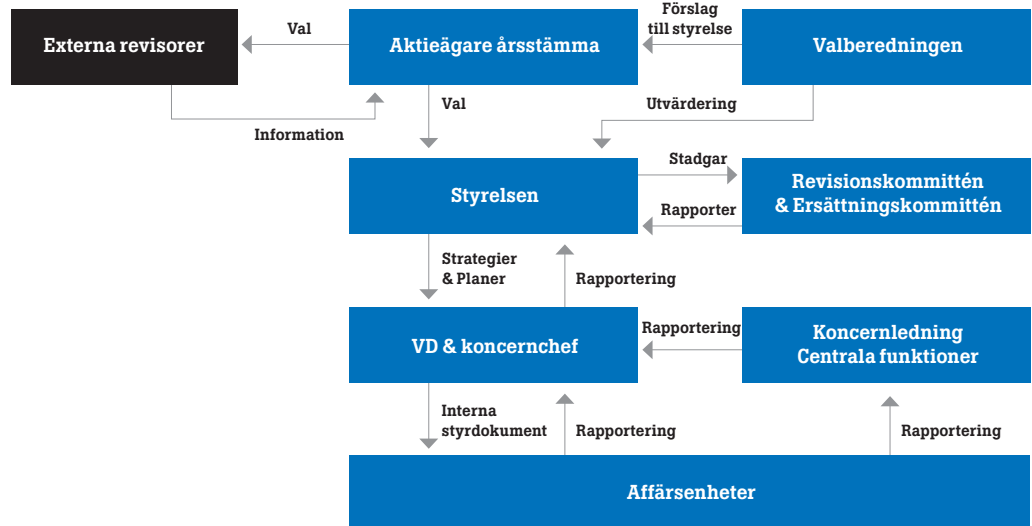 Externa revisorer
Val
Aktieägare årsstämma
Förslag
till styrelse
Valberedningen
Information
Val
Utvärdering
Styrelsen
Stadgar
Rapporter
Revisionskommittén
& Ersättningskommittén
Strategier
& Planer
Rapportering
VD & koncernchef
Rapportering
Koncernledning
Centrala funktioner
Interna
styrdokument
Rapportering
Rapportering
Affärsenheter